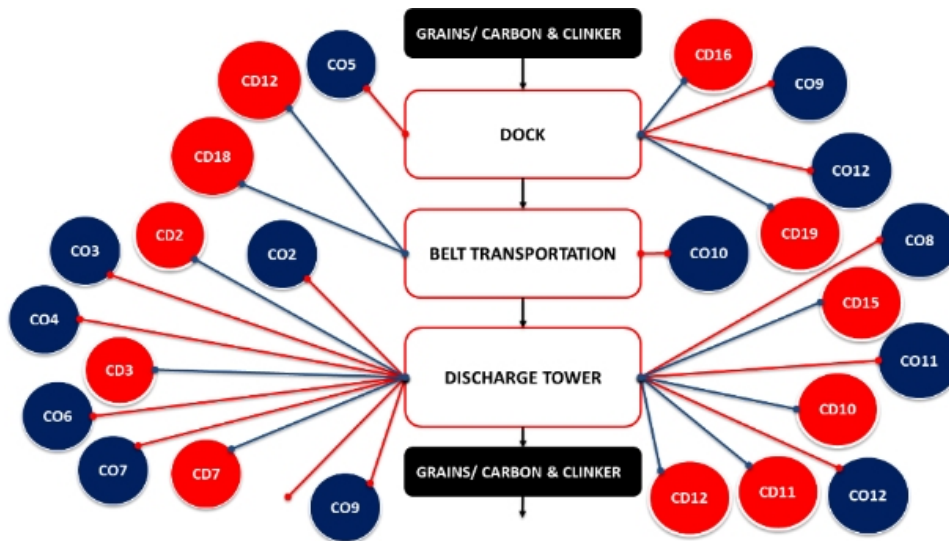 GRAINS/ CARBON & CLINKER
CD16
CO5
CD12
CO9
DOCK
CD18
CO12
CD2
CD19
CO3
CO2
BELT TRANSPORTATION
CO10
CO8
CD15
CO4
CO11
CD3
DISCHARGE TOWER
CD10
CO6
CO7
CD7
GRAINS/ CARBON & CLINKER
CD11
CO9
CD12
CO12